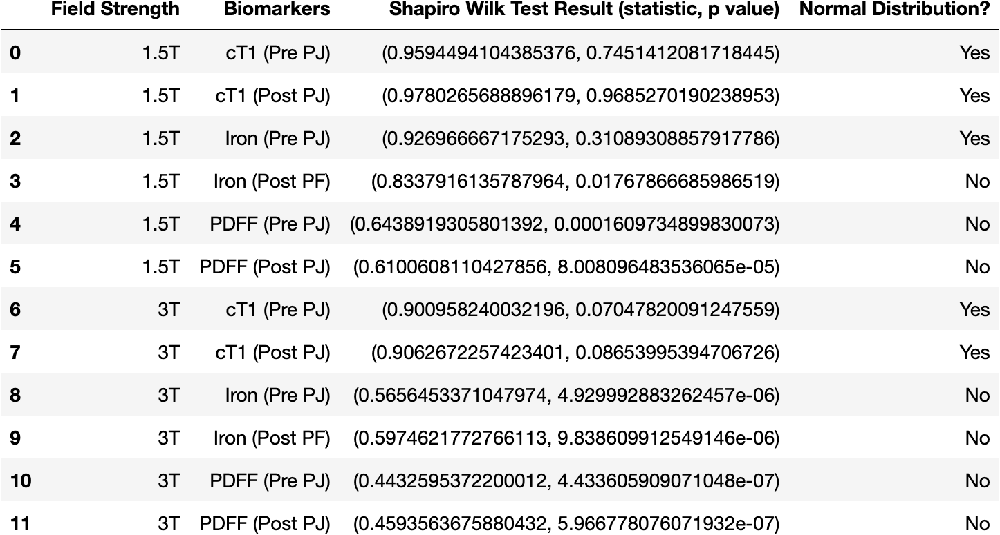 Field Strength Biomarkers Shapiro Wilk Test Result (statistic, p value) Normal Distribution?
0 1.5T cT1 (Pre PJ) (0.9594494104385376, 0.7451412081718445) Yes
1 1.5T cT1 (Post PJ) (0.9780265688896179, 0.9685270190238953) Yes
2 1.5T Iron (Pre PJ) (0.926966667175293, 0.31089308857917786) Yes
3 1.5T Iron (Post PF) (0.8337916135787964, 0.01767866685986519) No
4 1.5T PDFF (Pre PJ) (0.6438919305801392, 0.0001609734899830073) No
5 1.5T PDFF (Post PJ) (0.6100608110427856, 8.008096483536065e-05) No
6 3T cT1 (Pre PJ) (0.900958240032196, 0.07047820091247559) Yes
7 3T cT1 (Post PJ) (0.9062672257423401, 0.08653995394706726) Yes
8 3T Iron (Pre PJ) (0.5656453371047974, 4.929992883262457e-06) No
9 3T Iron (Post PF) (0.5974621772766113, 9.838609912549146e-06) No
10 3T PDFF (Pre PJ) (0.4432595372200012, 4.433605909071048e-07) No
11 3T PDFF (Post PJ) (0.4593563675880432, 5.966778076071932e-07) No